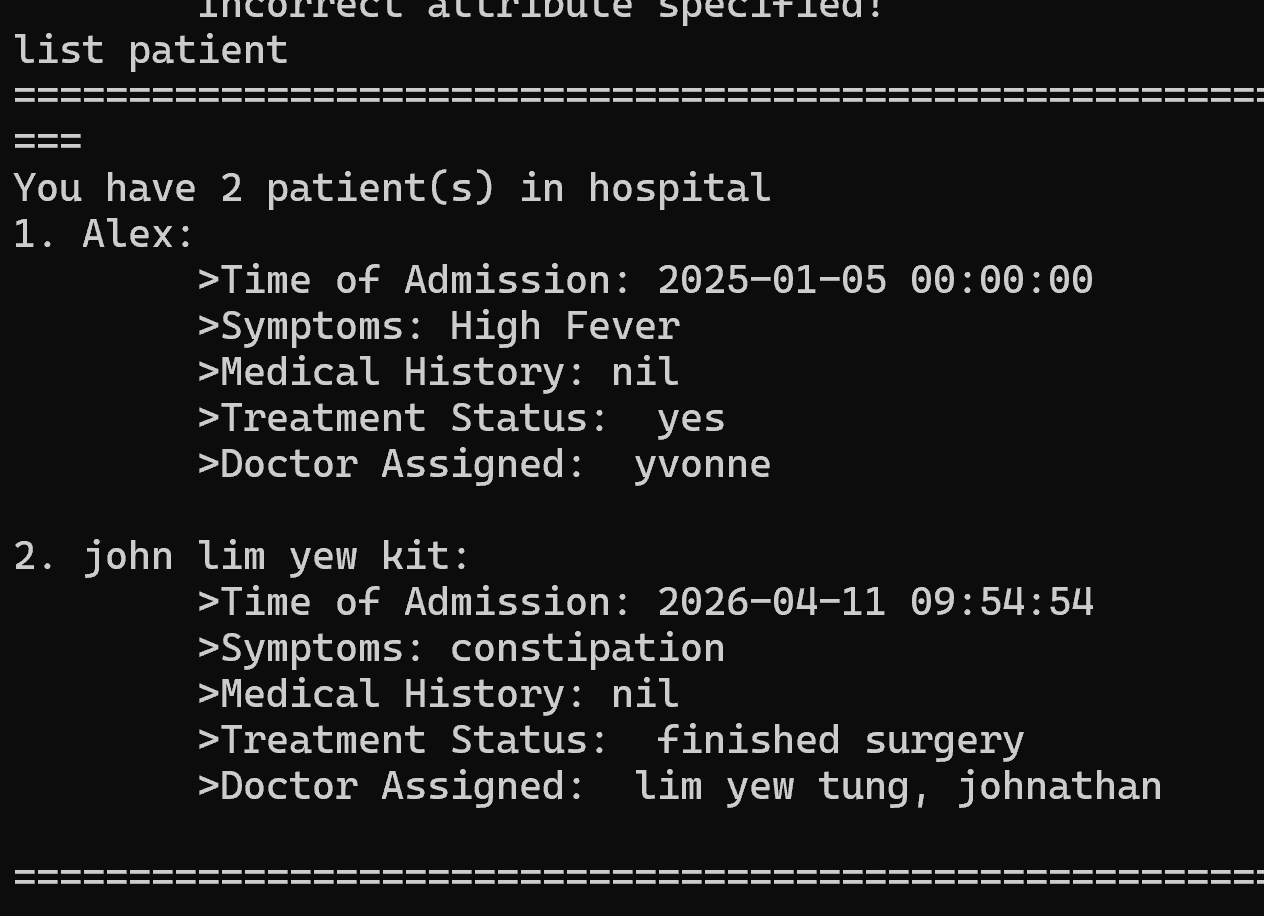 Incorrect attribute specified!
list patient
=======================================================
===
You have 2 patient(s) in hospital
1. Alex:
>Time of Admission: 2025-01-05 00:00:00
>Symptoms: High Fever
>Medical History: nil
>Treatment Status:  yes
>Doctor Assigned:  yvonne
2. john lim yew kit:
>Time of Admission: 2026-04-11 09:54:54
>Symptoms: constipation
>Medical History: nil
>Treatment Status:  finished surgery
>Doctor Assigned:  lim yew tung, johnathan
=======================================================